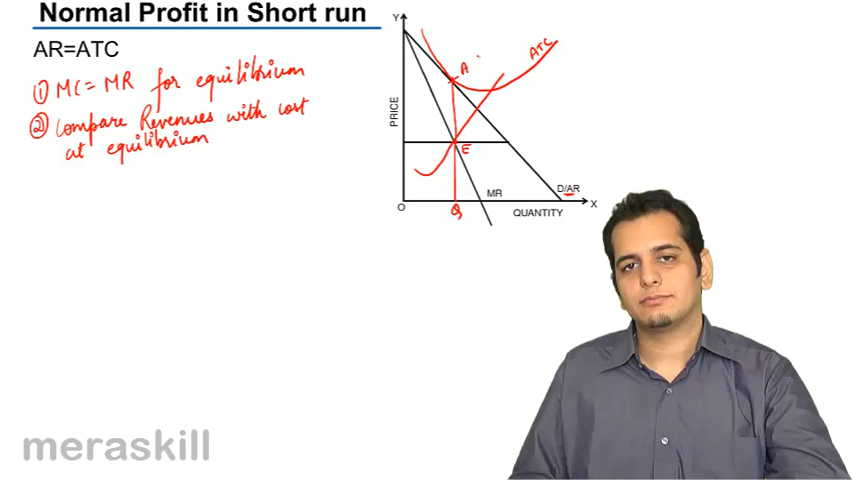 Normal Profit in Short run
AR=ATC
① MC= MR for equilibrium
② Compare Revenues with cost
at equilibrium
Y
PRICE
A
ATC
E
D/AR
MR
O
Q
QUANTITY
X
meraskill